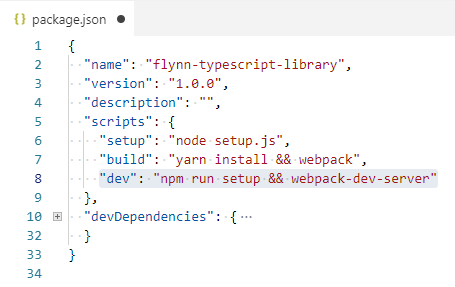 {} package.json ●
1 {
2   "name": "flynn-typescript-library",
3   "version": "1.0.0",
4   "description": "",
5   "scripts": {
6     "setup": "node setup.js",
7     "build": "yarn install && webpack",
8     "dev": "npm run setup && webpack-dev-server"
9   },
10   "devDependencies": {⋯
32   }
33 }
34